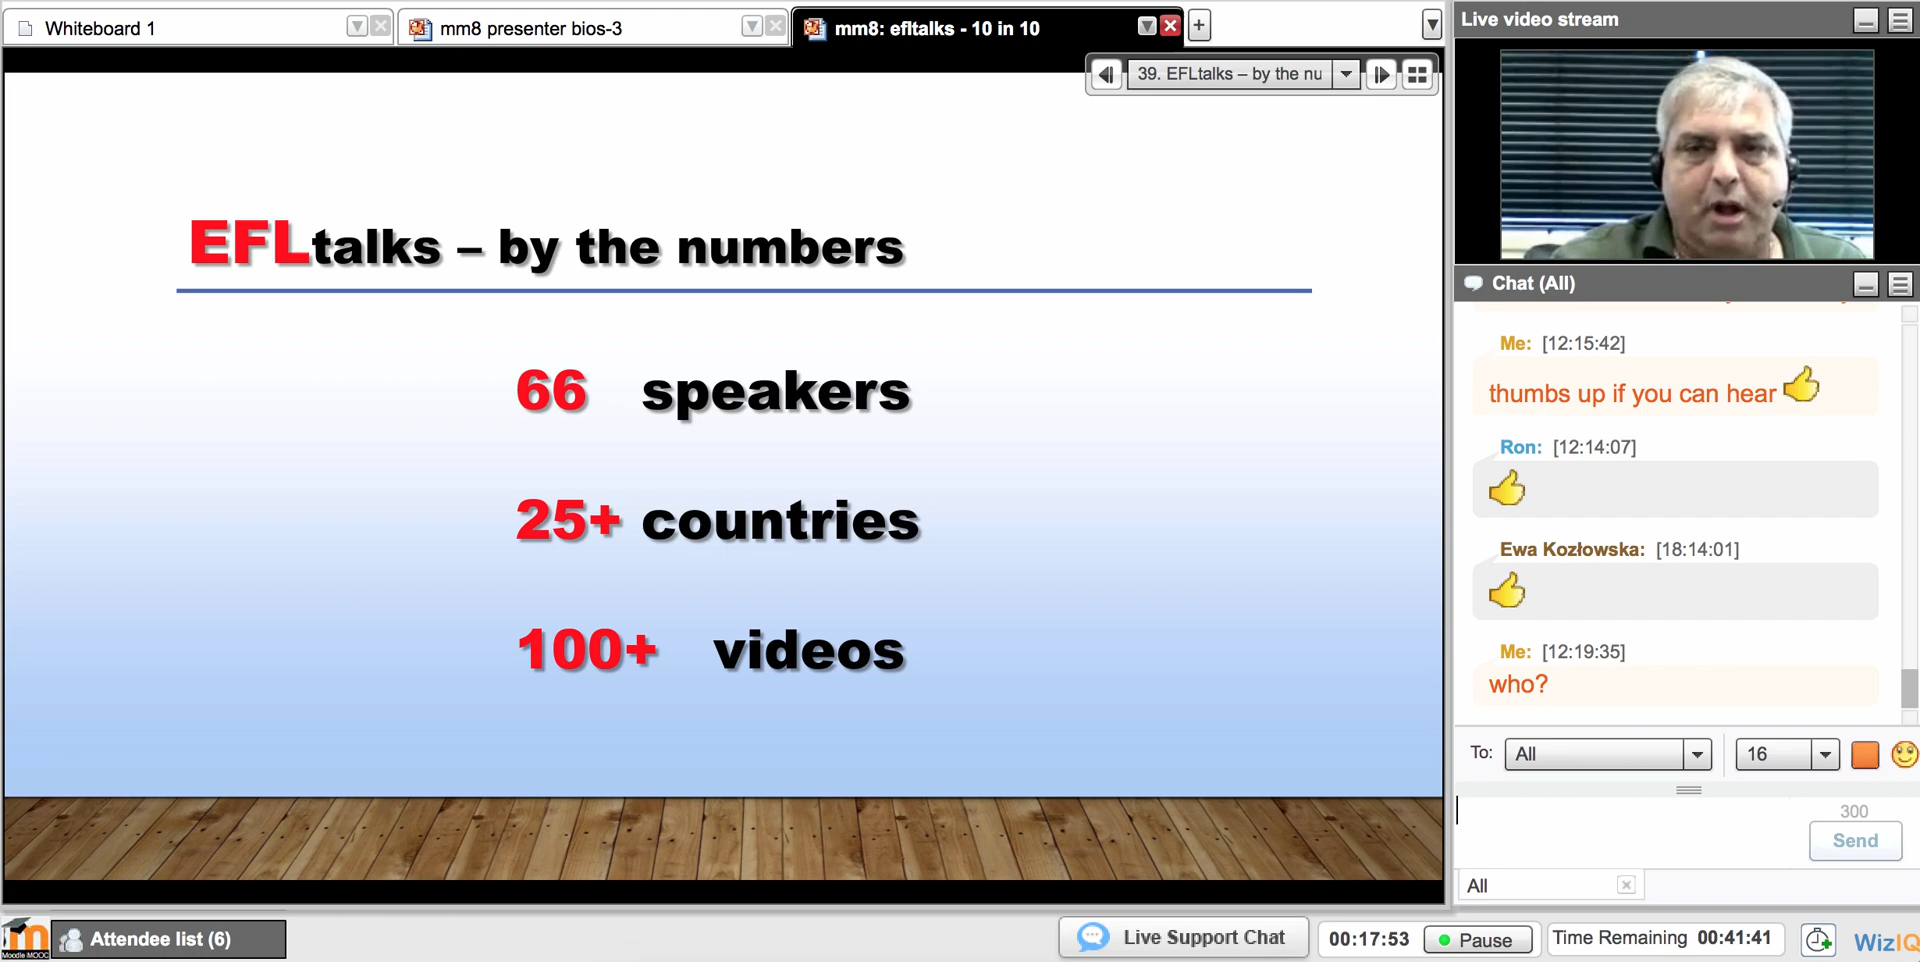 Whiteboard 1
mm8 presenter bios-3
mm8: efltalks - 10 in 10
39. EFLtalks – by the nu
EFLtalks – by the numbers
66 speakers
25+ countries
100+ videos
Live video stream
Chat (All)
Me: [12:15:42]
thumbs up if you can hear
Ron: [12:14:07]
Ewa Kozłowska: [18:14:01]
Me: [12:19:35]
who?
To: All 16
300
Send
All
m
Moodle MOOC
Attendee list (6)
Live Support Chat
00:17:53 Pause
Time Remaining 00:41:41
WizIQ